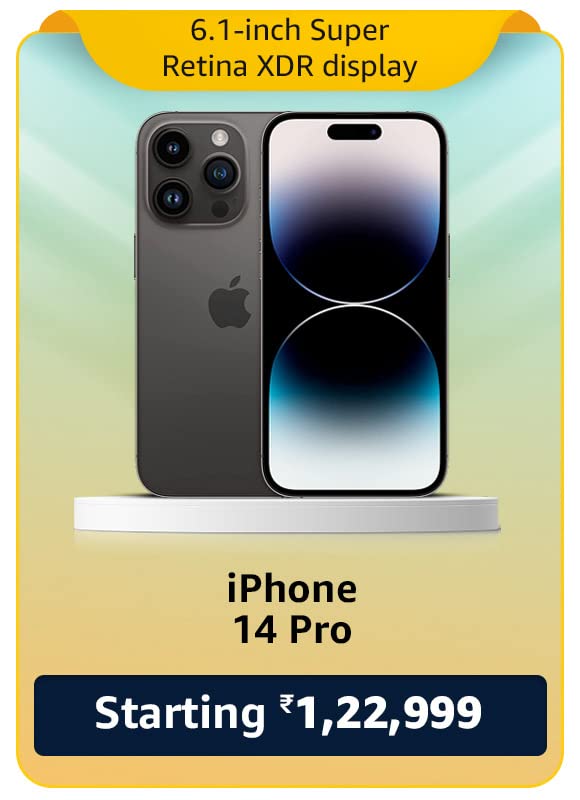 6.1-inch Super
Retina XDR display
iPhone
14 Pro
Starting ₹1,22,999